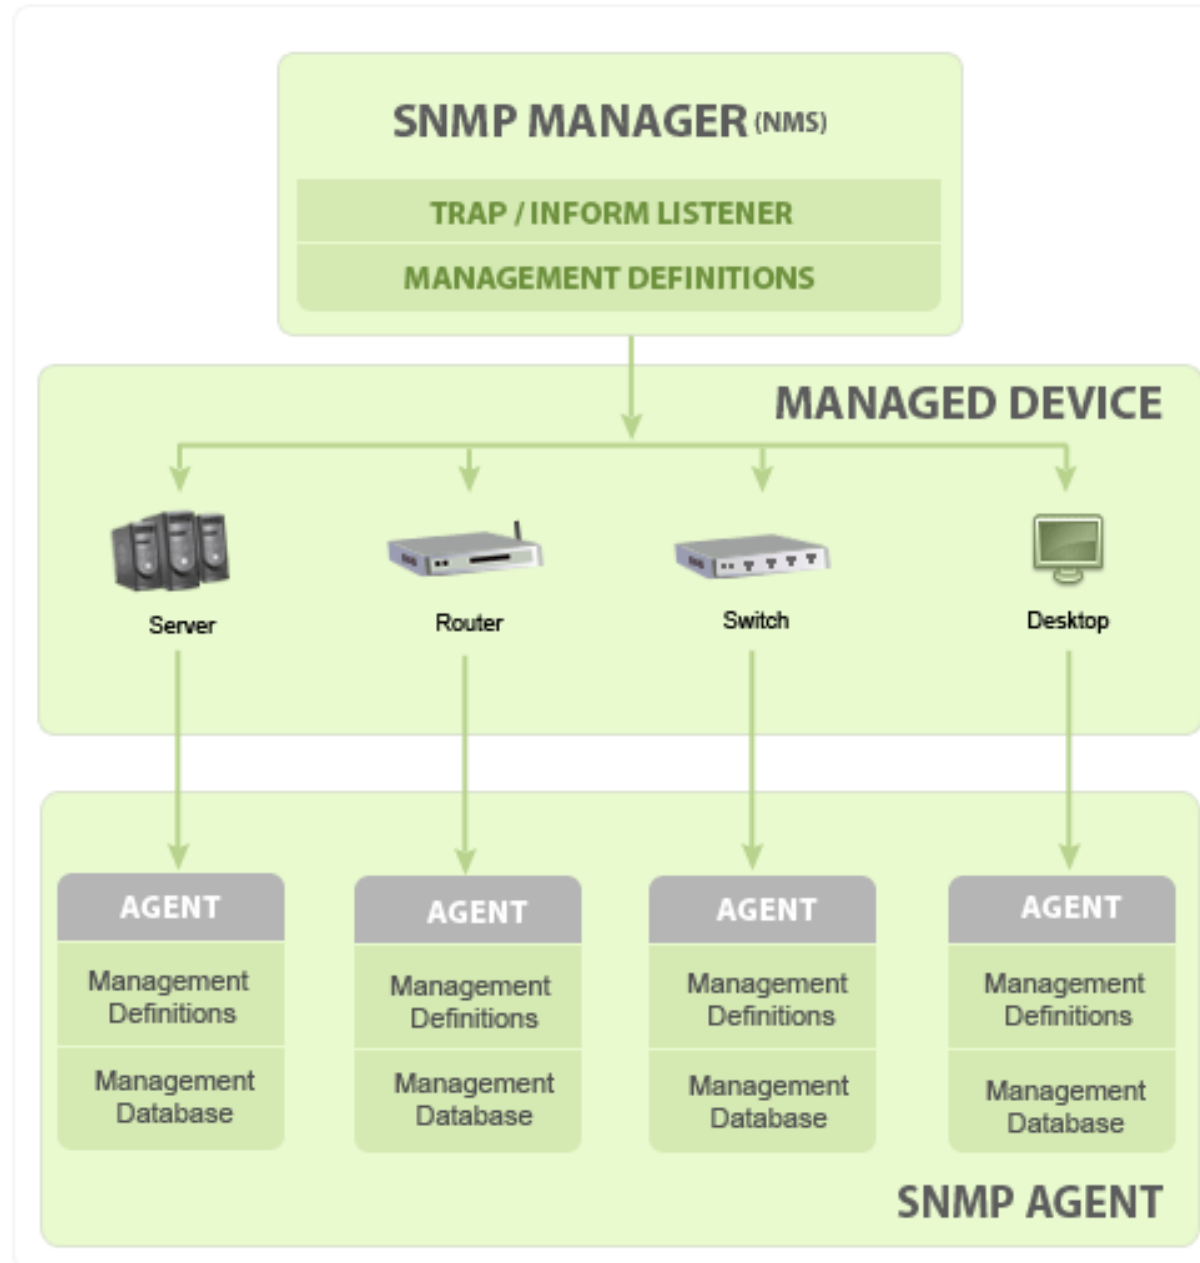 SNMP MANAGER (NMS)
TRAP / INFORM LISTENER
MANAGEMENT DEFINITIONS
MANAGED DEVICE
Server
Router
Switch
Desktop
AGENT
Management
Definitions
Management
Database
AGENT
Management
Definitions
Management
Database
AGENT
Management
Definitions
Management
Database
AGENT
Management
Definitions
Management
Database
SNMP AGENT